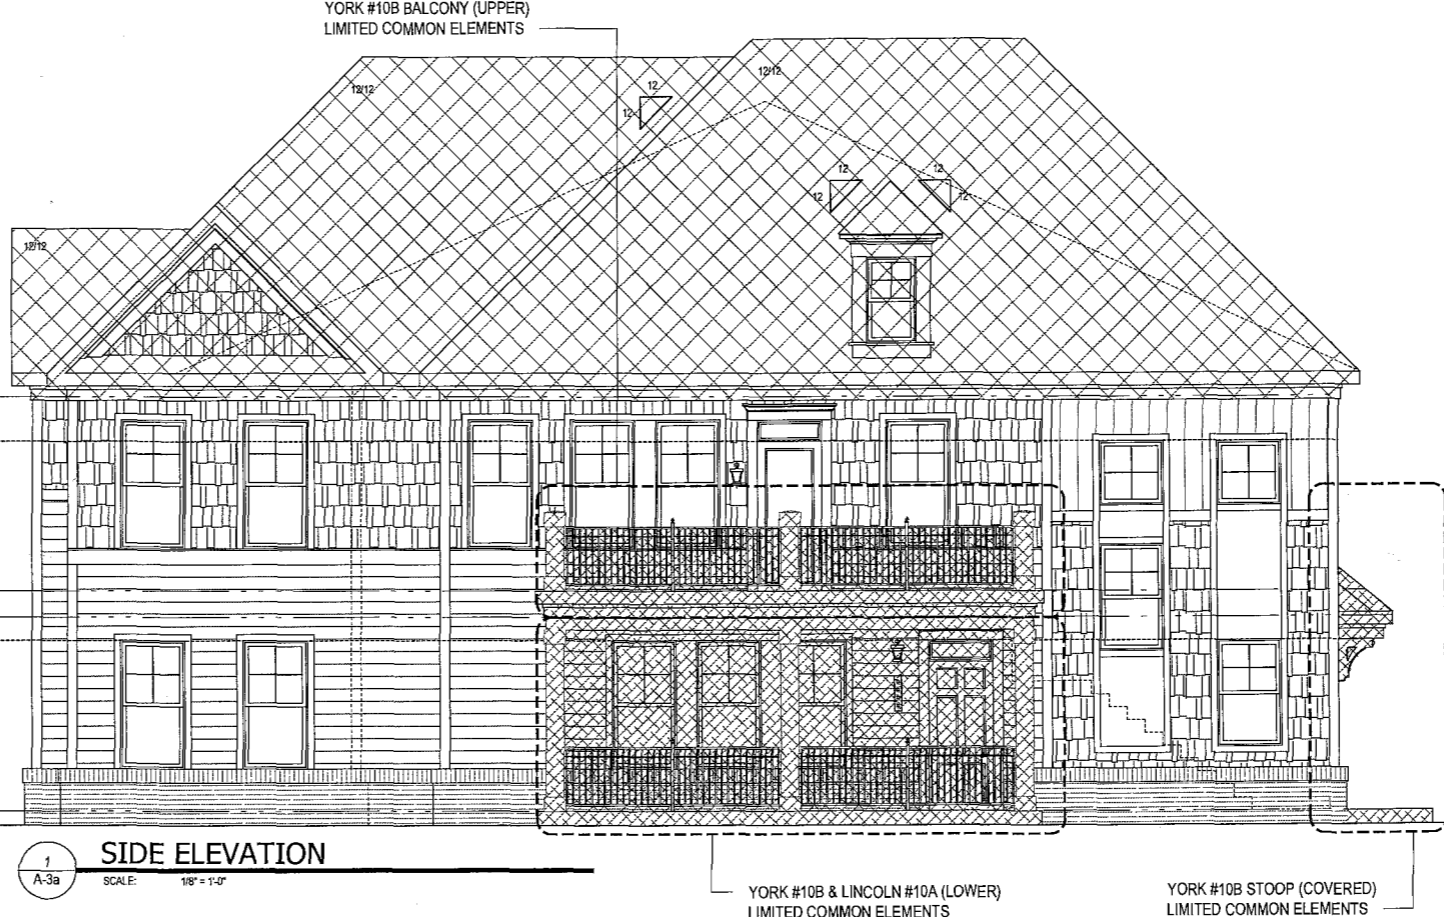 YORK #10B BALCONY (UPPER)
LIMITED COMMON ELEMENTS
12/12
12/12
12
12
12
12
12
12
12/12
1
A-3a
SIDE ELEVATION
SCALE: 1/8" = 1'-0"
YORK #10B & LINCOLN #10A (LOWER)
LIMITED COMMON ELEMENTS
YORK #10B STOOP (COVERED)
LIMITED COMMON ELEMENTS